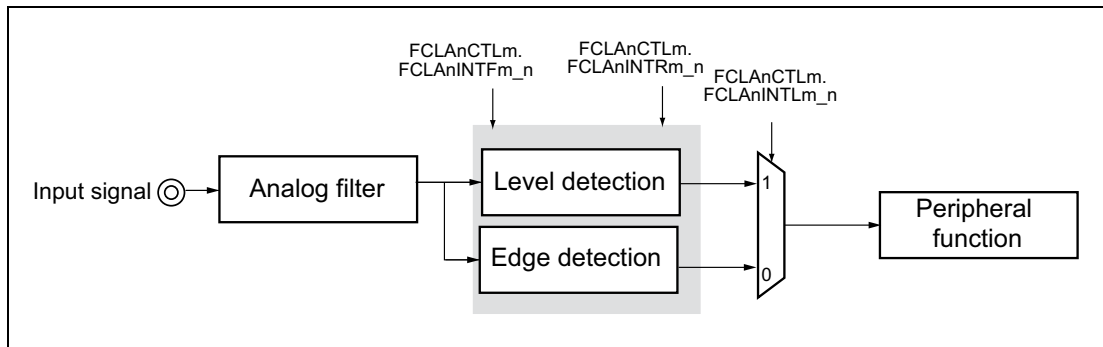 FCLAnCTLm.
FCLAnINTFm_n
FCLAnCTLm.
FCLAnINTRm_n
FCLAnCTLm.
FCLAnINTLm_n
Input signal
Analog filter
Level detection
Edge detection
1
0
Peripheral
function